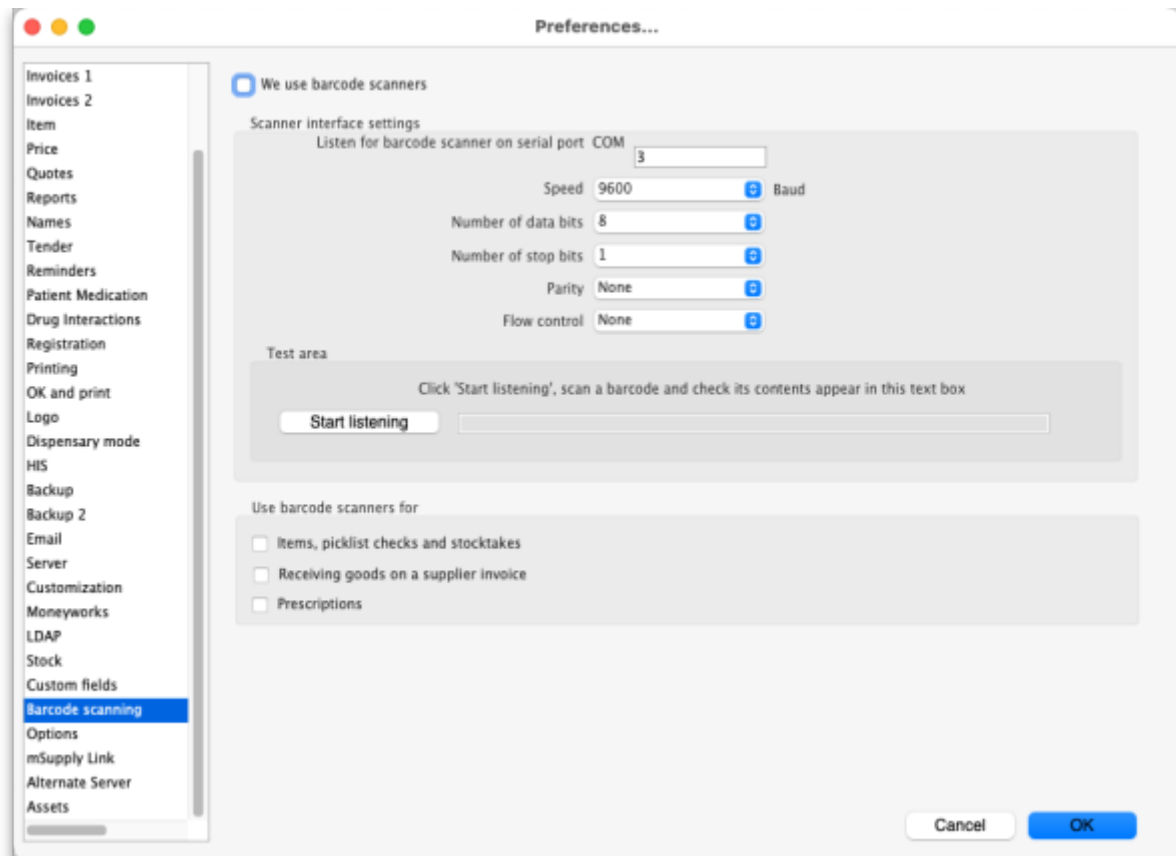 Preferences...
Invoices 1
Invoices 2
Item
Price
Quotes
Reports
Names
Tender
Reminders
Patient Medication
Drug Interactions
Registration
Printing
OK and print
Logo
Dispensary mode
HIS
Backup
Backup 2
Email
Server
Customization
Moneyworks
LDAP
Stock
Custom fields
Barcode scanning
Options
mSupply Link
Alternate Server
Assets
We use barcode scanners
Scanner interface settings
Listen for barcode scanner on serial port COM 3
Speed 9600 Baud
Number of data bits 8
Number of stop bits 1
Parity None
Flow control None
Test area
Click 'Start listening', scan a barcode and check its contents appear in this text box
Start listening
Use barcode scanners for
Items, picklist checks and stocktakes
Receiving goods on a supplier invoice
Prescriptions
Cancel OK